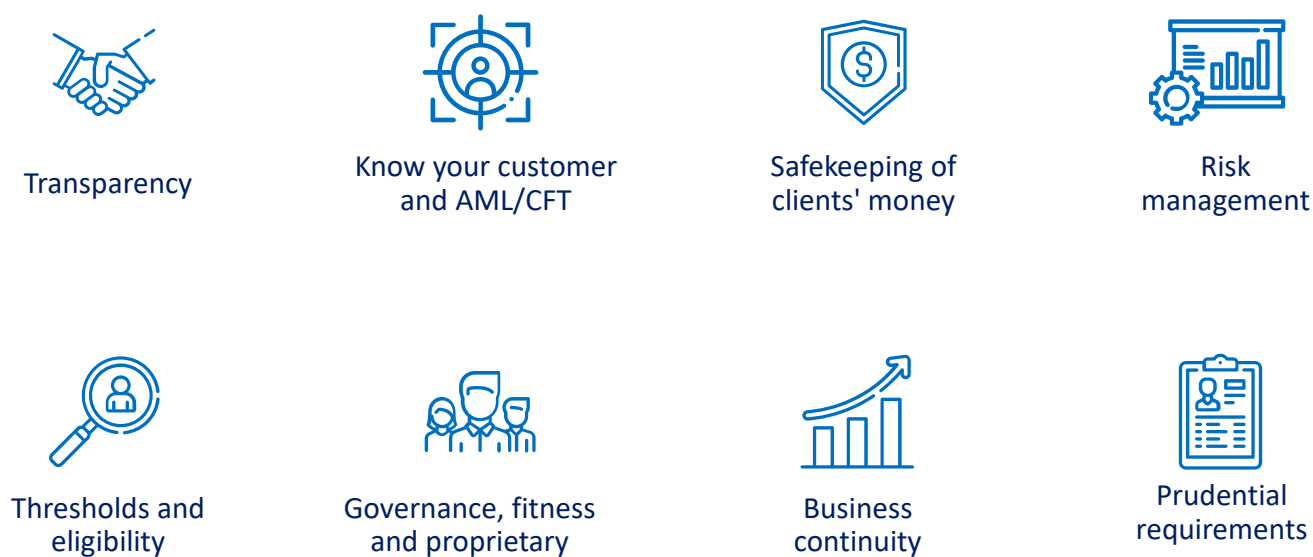 Transparency
Know your customer
and AML/CFT
Safekeeping of
clients' money
Risk
management
Thresholds and
eligibility
Governance, fitness
and proprietary
Business
continuity
Prudential
requirements